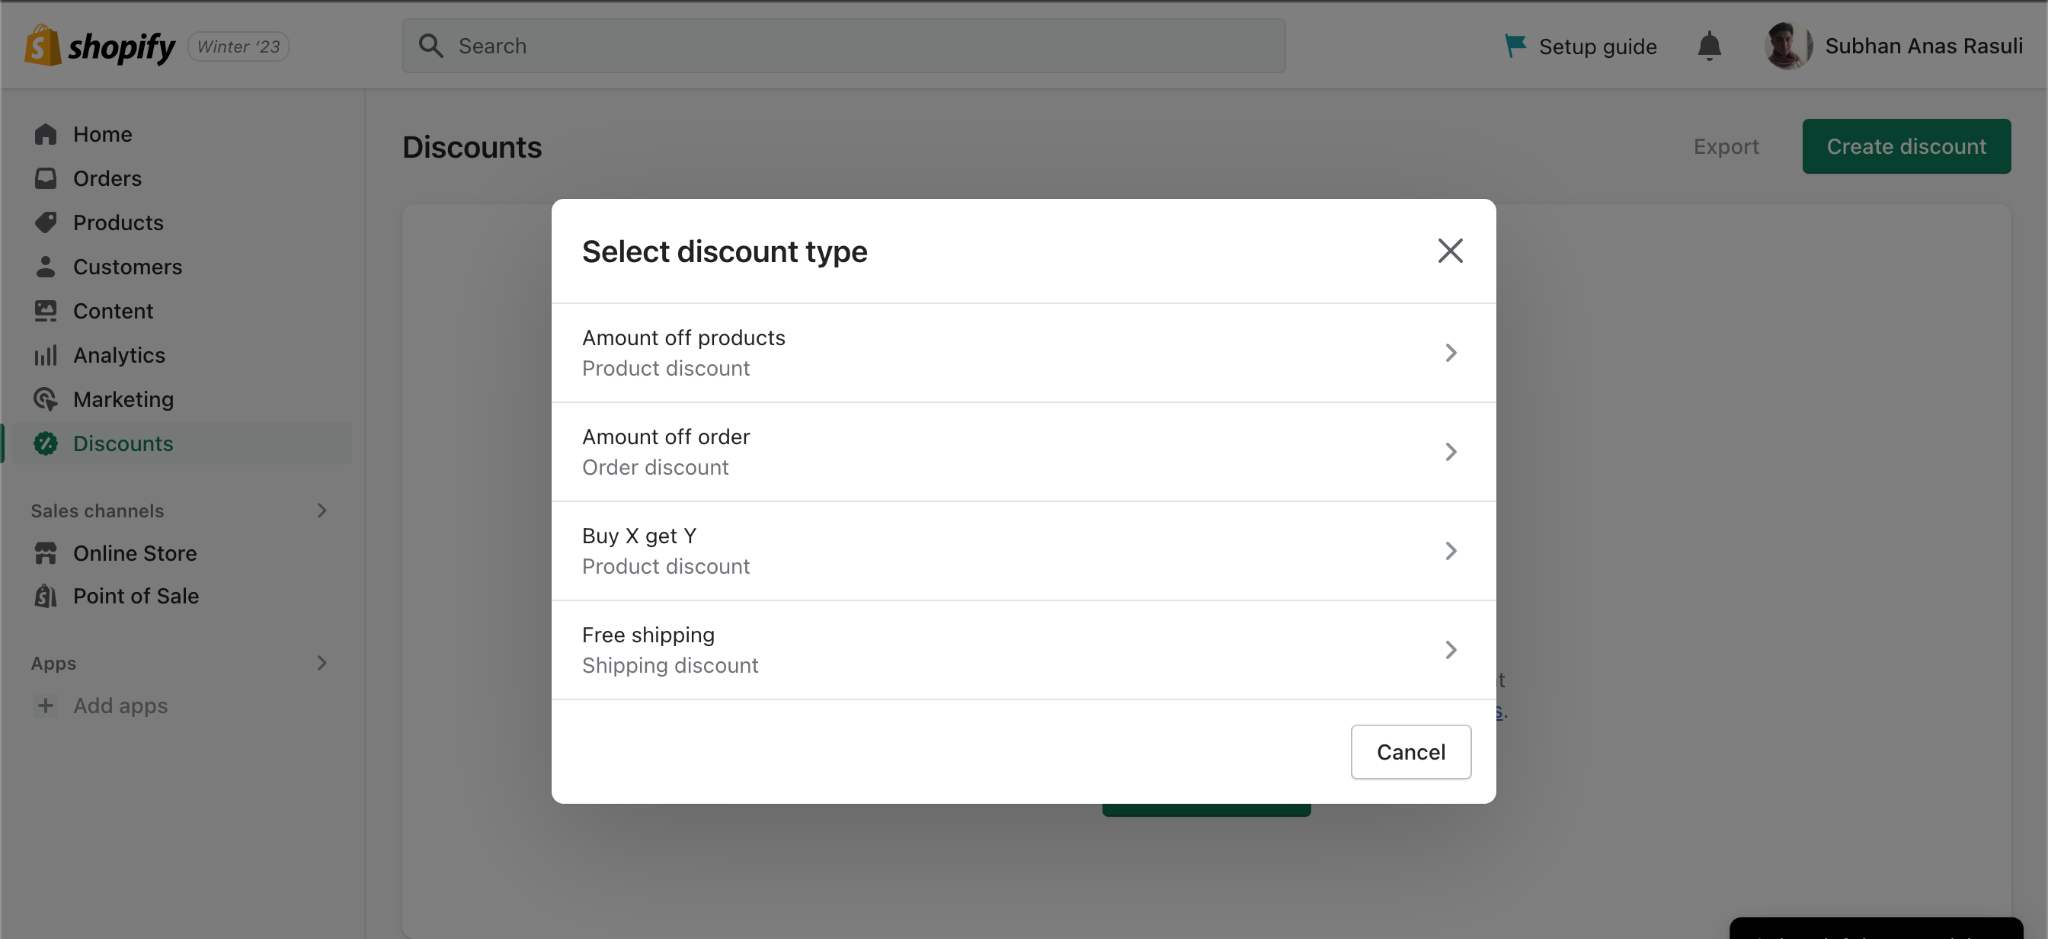 shopify
Winter ‘23
Search
Setup guide
Subhan Anas Rasuli
Home
Orders
Products
Customers
Content
Analytics
Marketing
Discounts
Sales channels
Online Store
Point of Sale
Apps
Add apps
Discounts
Export
Create discount
Select discount type
Amount off products
Product discount
Amount off order
Order discount
Buy X get Y
Product discount
Free shipping
Shipping discount
Cancel